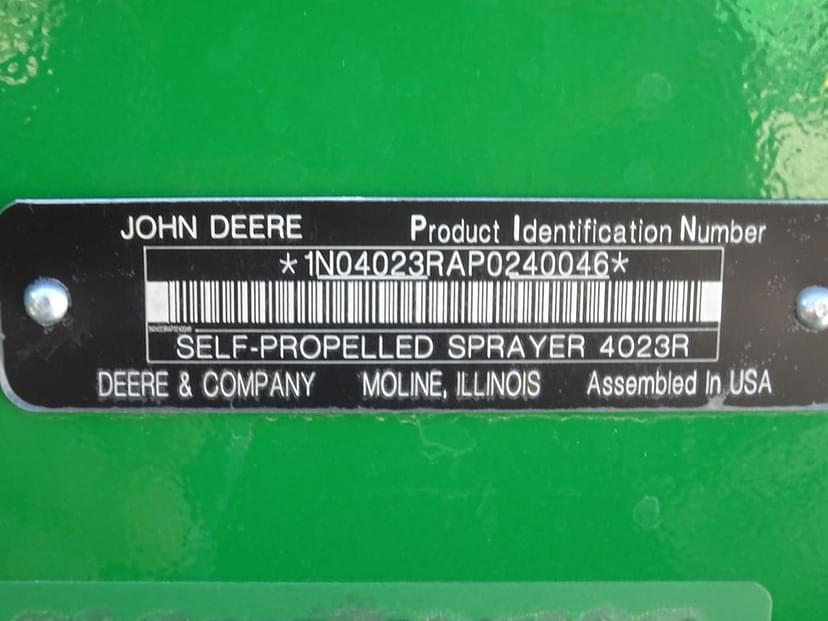 JOHN DEERE Product Identification Number
*1N04023RAP0240046*
SELF-PROPELLED SPRAYER 4023R
DEERE & COMPANY MOLINE, ILLINOIS Assembled In USA